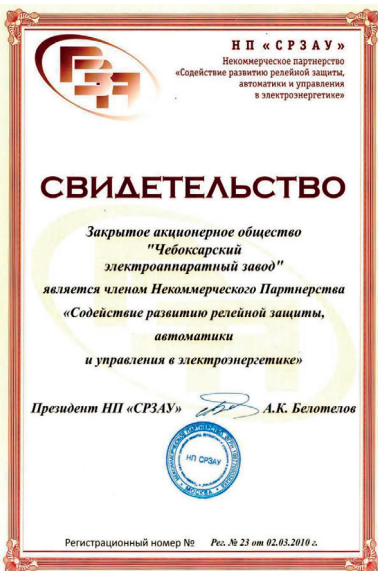 РЗА
НП «СРЗАУ»
Некоммерческое партнерство
«Содействие развитию релейной защиты,
автоматики и управления
в электроэнергетике»
СВИДЕТЕЛЬСТВО
Закрытое акционерное общество
"Чебоксарский
электроаппаратный завод"
является членом Некоммерческого Партнерства
«Содействие развитию релейной защиты,
автоматики
и управления в электроэнергетике»
Президент НП «СРЗАУ» А.К. Белотелов
НП СРЗАУ
МОСКВА
Регистрационный номер № Рег. № 23 от 02.03.2010 г.